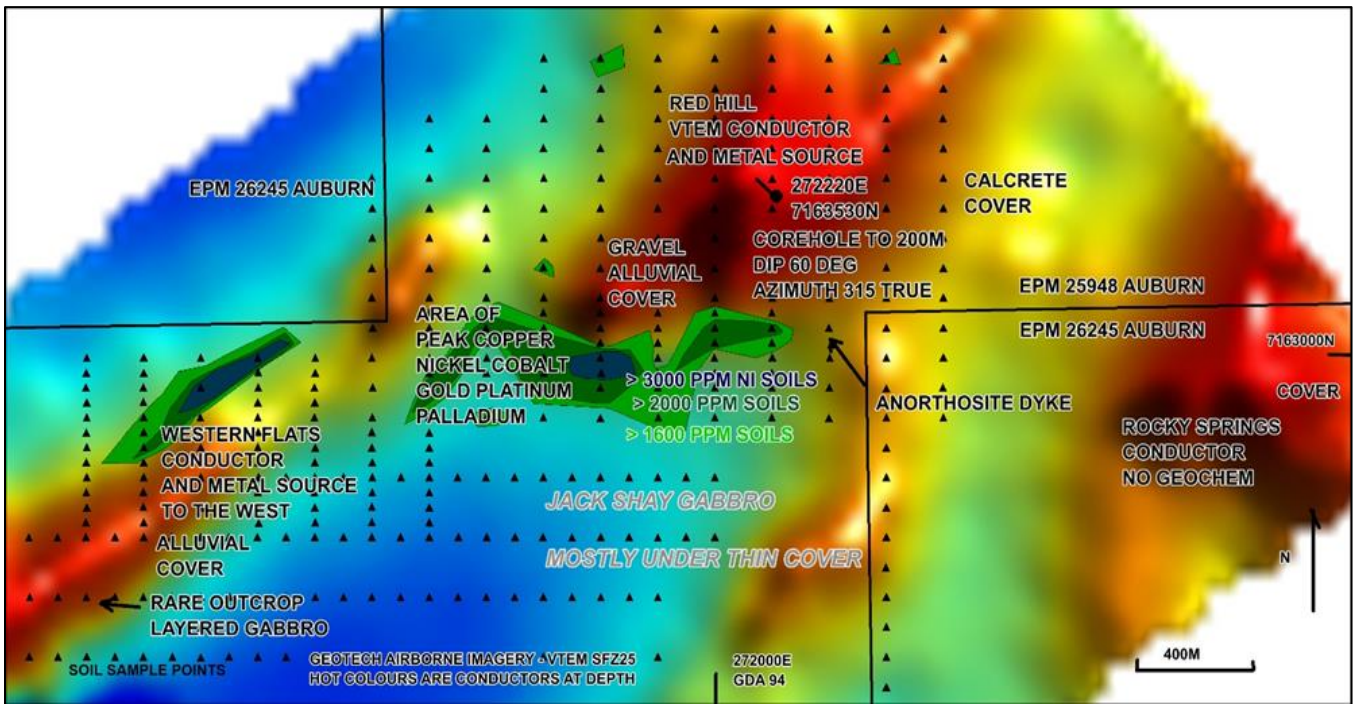 RED HILL
VTEM CONDUCTOR
AND METAL SOURCE
EPM 26245 AUBURN
272220E
7163530N
CALCRETE
COVER
GRAVEL
ALLUVIAL
COVER
COREHOLE TO 200M
DIP 60 DEG
AZIMUTH 315 TRUE
EPM 25948 AUBURN
EPM 26245 AUBURN
7163000N
AREA OF
PEAK COPPER
NICKEL COBALT
GOLD PLATINUM
PALLADIUM
> 3000 PPM NI SOILS
> 2000 PPM SOILS
> 1600 PPM SOILS
ANORTHOSITE DYKE
COVER
ROCKY SPRINGS
CONDUCTOR
NO GEOCHEM
WESTERN FLATS
CONDUCTOR
AND METAL SOURCE
TO THE WEST
ALLUVIAL
COVER
JACK SHAY GABBRO
MOSTLY UNDER THIN COVER
N
RARE OUTCROP
LAYERED GABBRO
SOIL SAMPLE POINTS
GEOTECH AIRBORNE IMAGERY - VTEM SFZ25
HOT COLOURS ARE CONDUCTORS AT DEPTH
272000E
GDA 94
400M